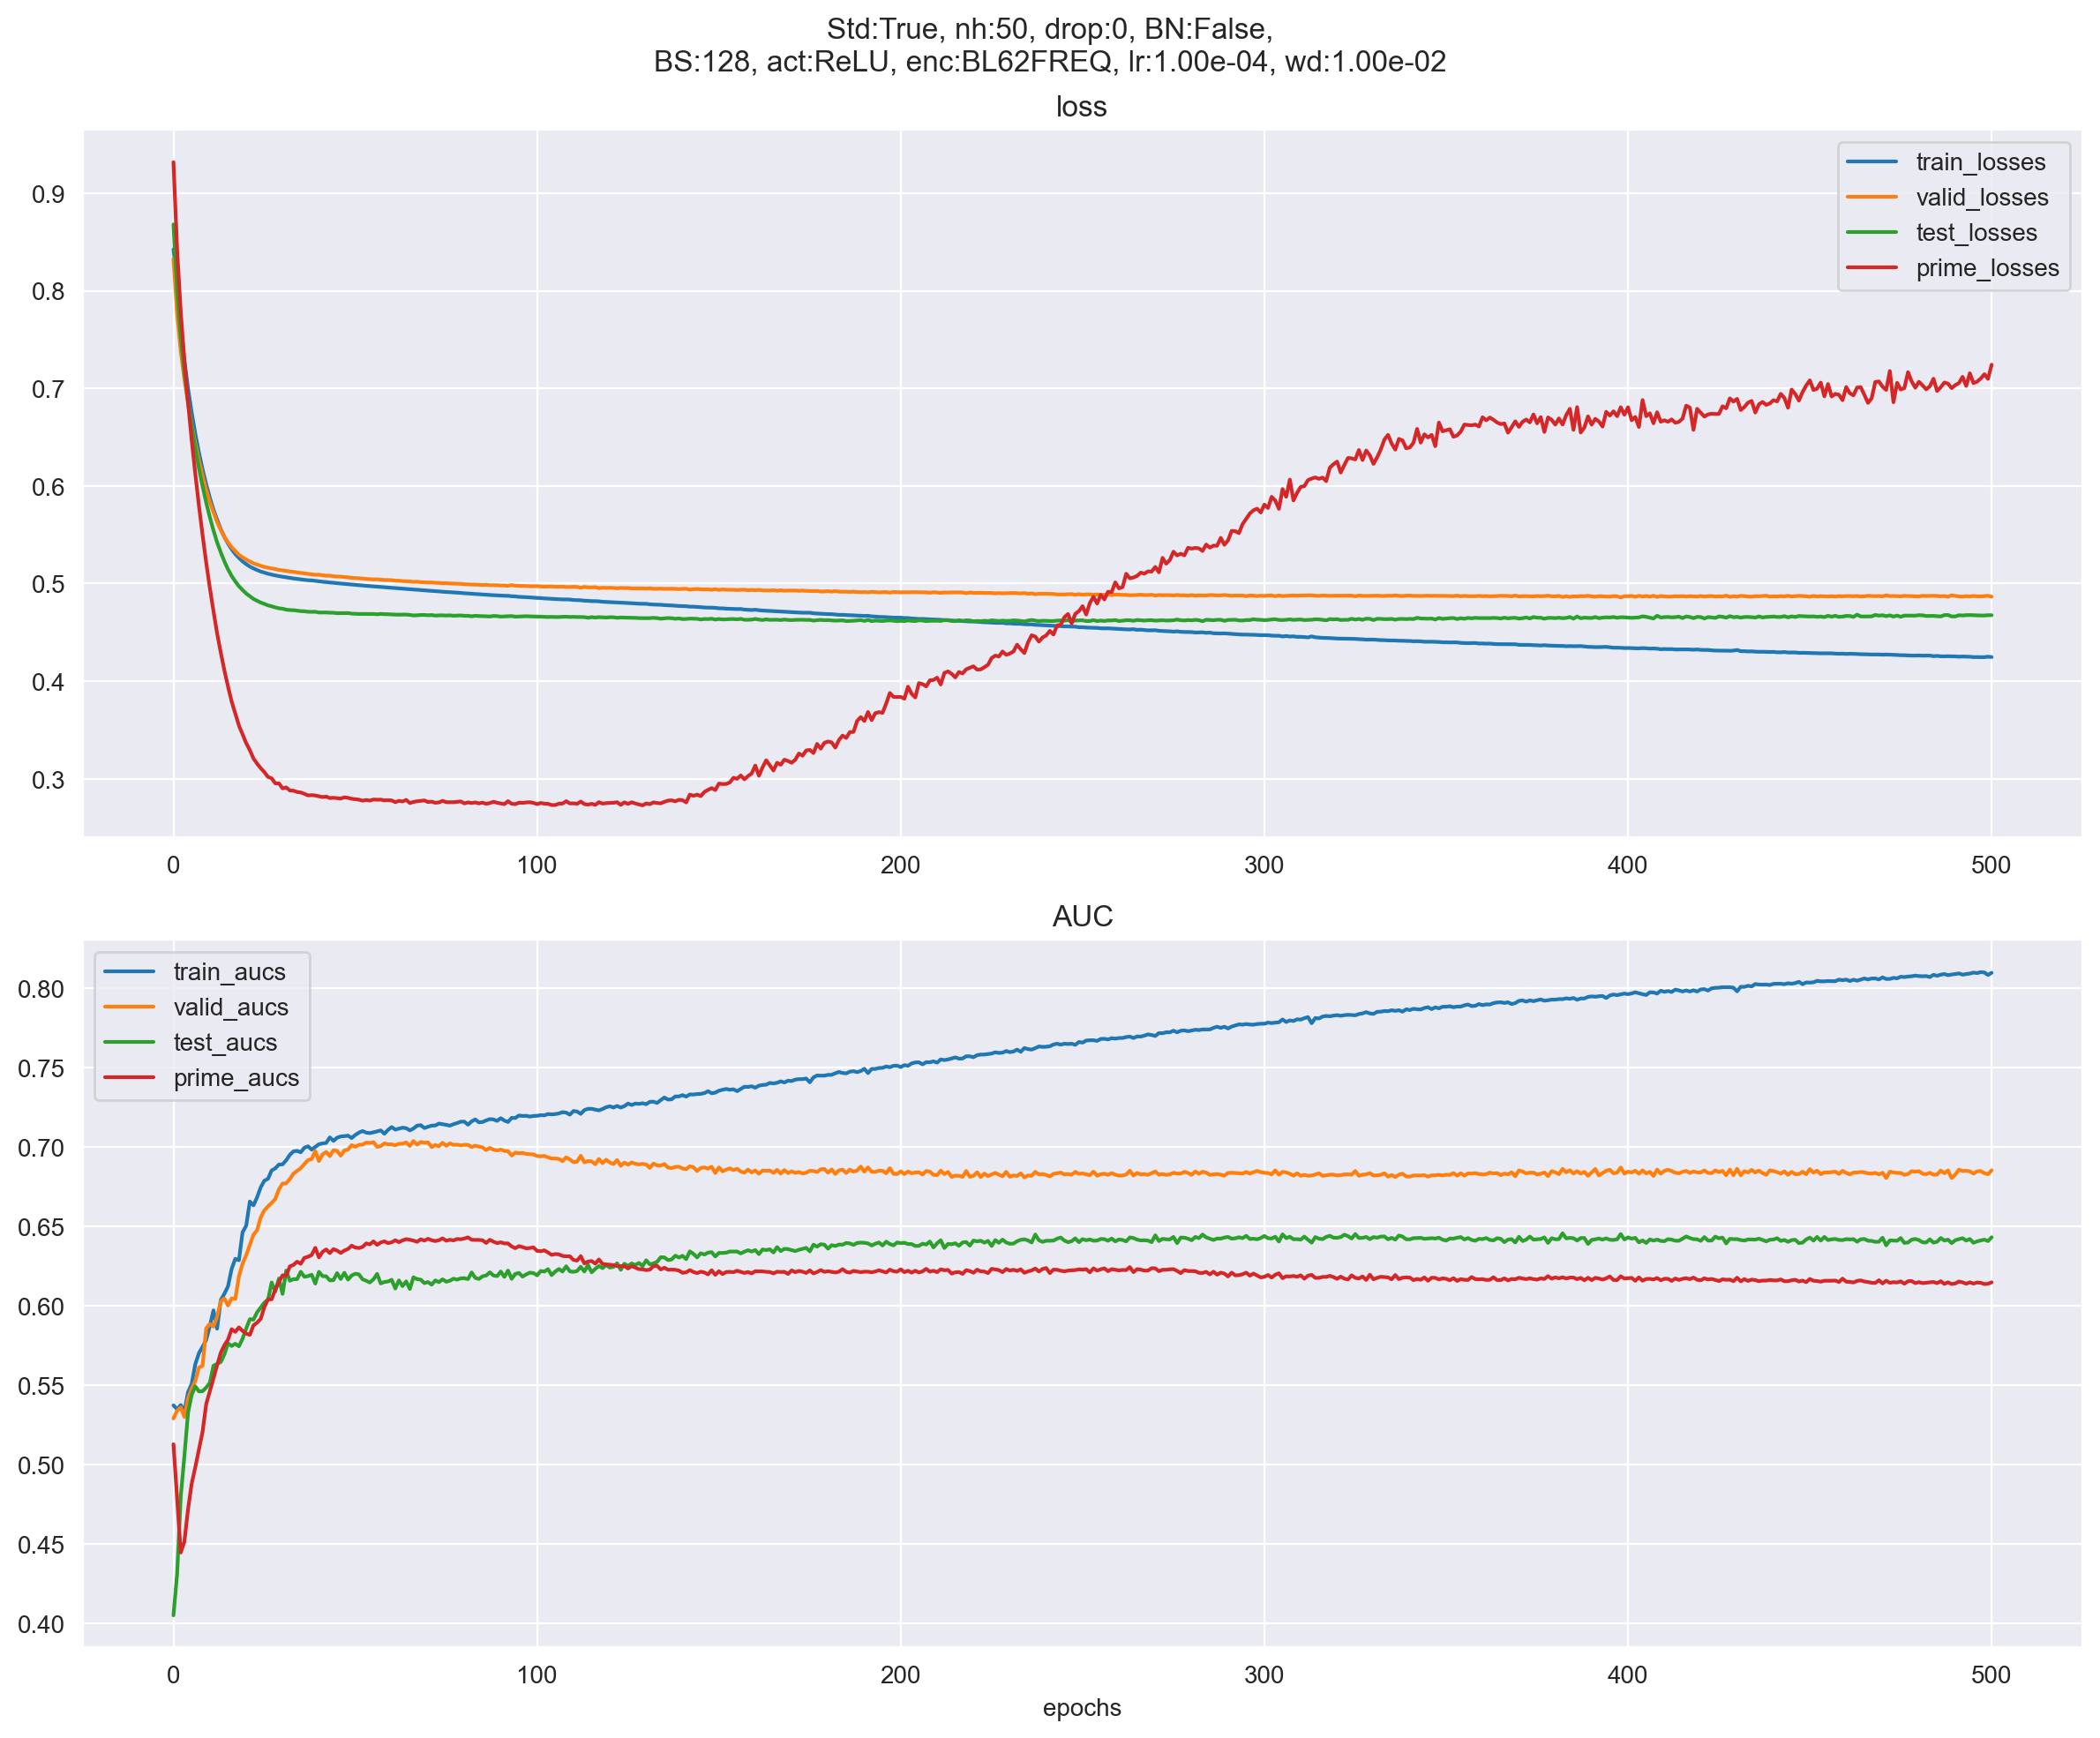 Std:True, nh:50, drop:0, BN:False,
BS:128, act:ReLU, enc:BL62FREQ, lr:1.00e-04, wd:1.00e-02
loss
0.9
0.8
0.7
0.6
0.5
0.4
0.3
train_losses
valid_losses
test_losses
prime_losses
0 100 200 300 400 500
AUC
0.80
0.75
0.70
0.65
0.60
0.55
0.50
0.45
0.40
train_aucs
valid_aucs
test_aucs
prime_aucs
0 100 200 300 400 500
epochs